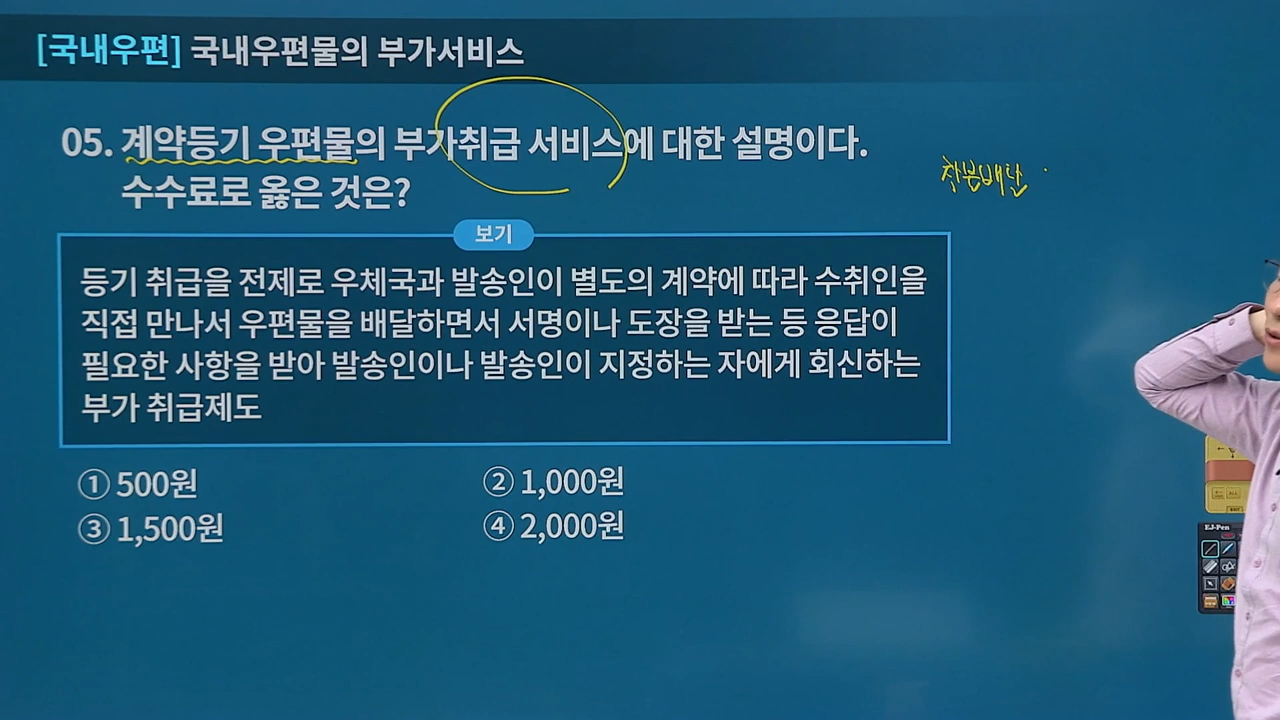 [국내우편] 국내우편물의 부가서비스
05. 계약등기 우편물의 부가취급 서비스에 대한 설명이다.
수수료로 옳은 것은?
착불배달
보기
등기 취급을 전제로 우체국과 발송인이 별도의 계약에 따라 수취인을
직접 만나서 우편물을 배달하면서 서명이나 도장을 받는 등 응답이
필요한 사항을 받아 발송인이나 발송인이 지정하는 자에게 회신하는
부가 취급제도
① 500원
② 1,000원
③ 1,500원
④ 2,000원
EJ-Pen